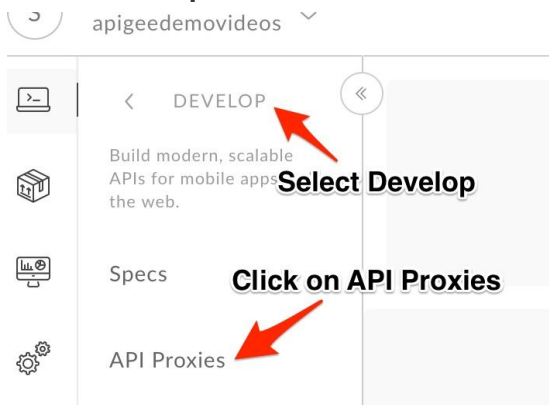 apigeedemovideos
DEVELOP
Build modern, scalable
APIs for mobile apps
the web.
Select Develop
Specs
Click on API Proxies
API Proxies